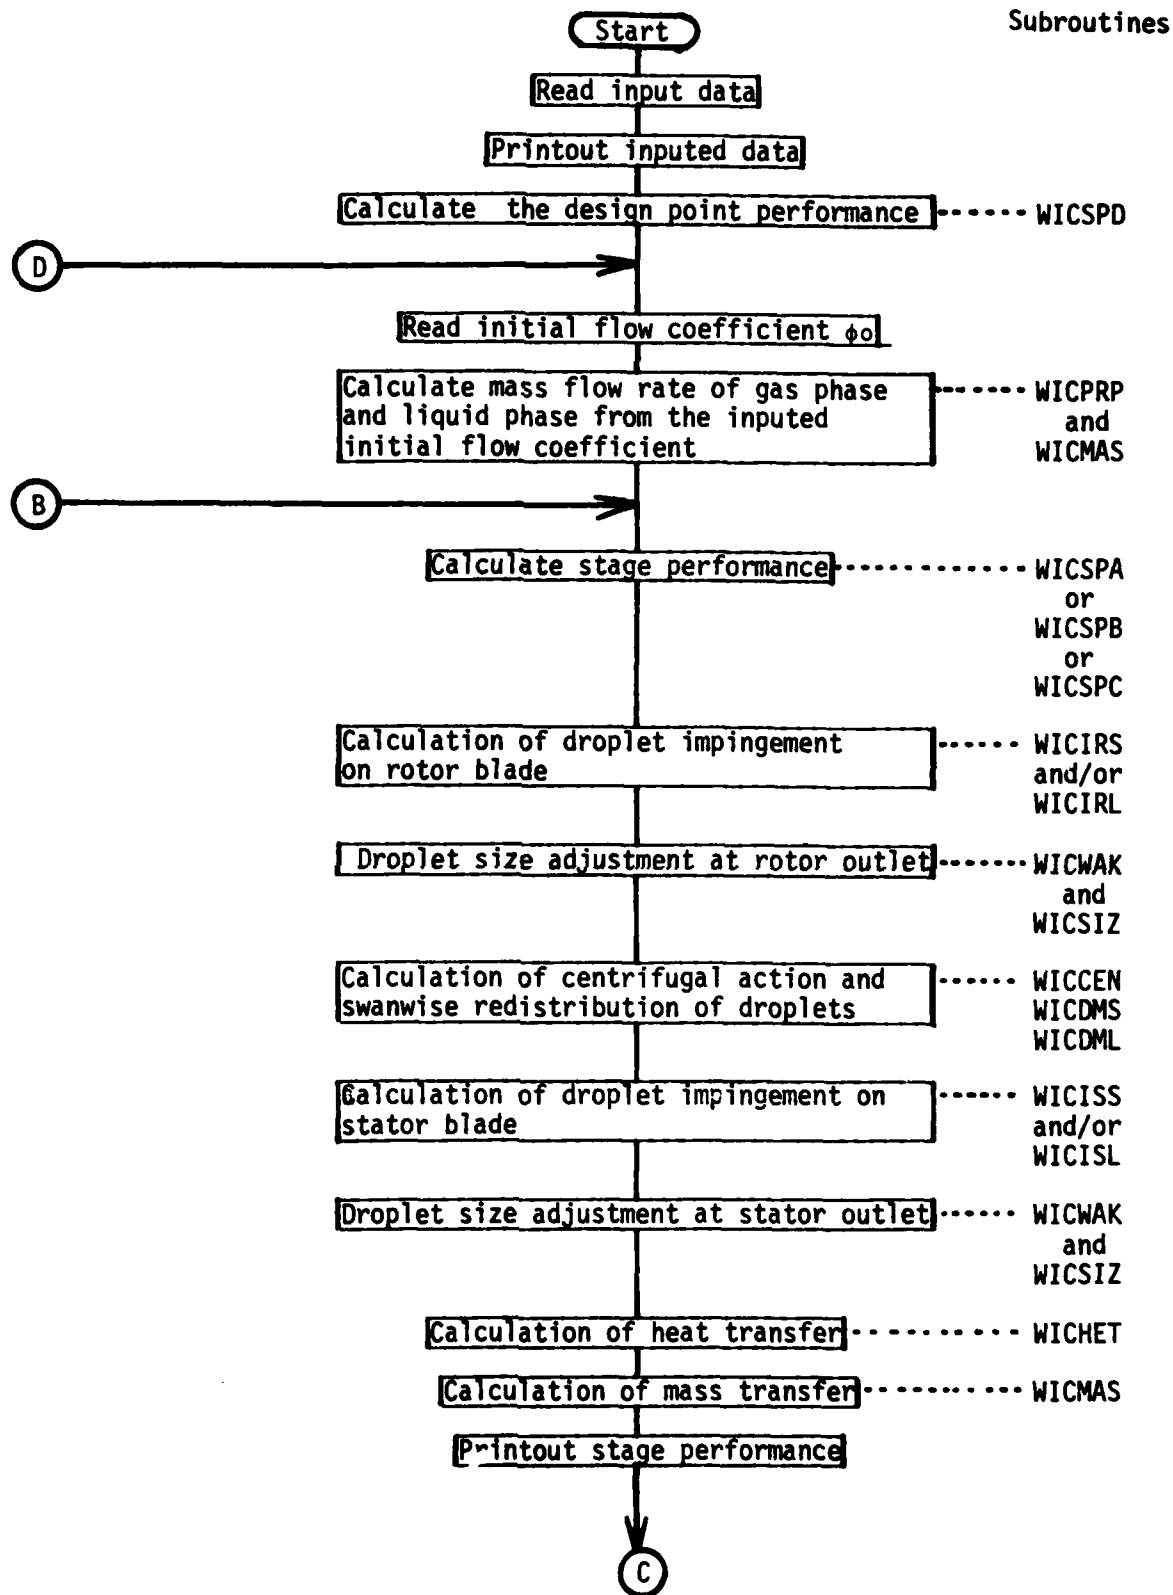 Subroutines
Start
Read input data
Printout inputed data
Calculate the design point performance
WICSPD
D
Read initial flow coefficient ϕo
Calculate mass flow rate of gas phase
and liquid phase from the inputed
initial flow coefficient
WICPRP
and
WICMAS
B
Calculate stage performance
WICSPA
or
WICSPB
or
WICSPC
Calculation of droplet impingement
on rotor blade
WICIRS
and/or
WICIRL
Droplet size adjustment at rotor outlet
WICWAK
and
WICSIZ
Calculation of centrifugal action and
swanwise redistribution of droplets
WICCEN
WICDMS
WICDML
Calculation of droplet impingement on
stator blade
WICISS
and/or
WICISL
Droplet size adjustment at stator outlet
WICWAK
and
WICSIZ
Calculation of heat transfer
WICHET
Calculation of mass transfer
WICMAS
Printout stage performance
C